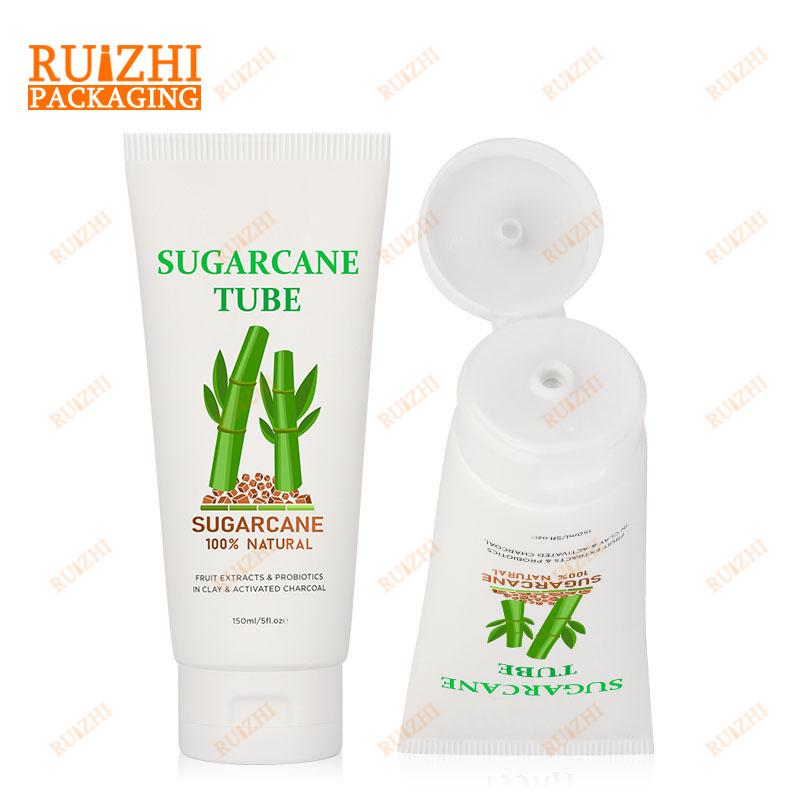 RUIZHI
PACKAGING
SUGARCANE
TUBE
SUGARCANE
100% NATURAL
FRUIT EXTRACTS & PROBIOTICS
IN CLAY & ACTIVATED CHARCOAL
150ml/5fl.oz℮
150ml/5fl.oz℮
IN CLAY & ACTIVATED CHARCOAL
FRUIT EXTRACTS & PROBIOTICS
100% NATURAL
SUGARCANE
TUBE
SUGARCANE
RUIZHI